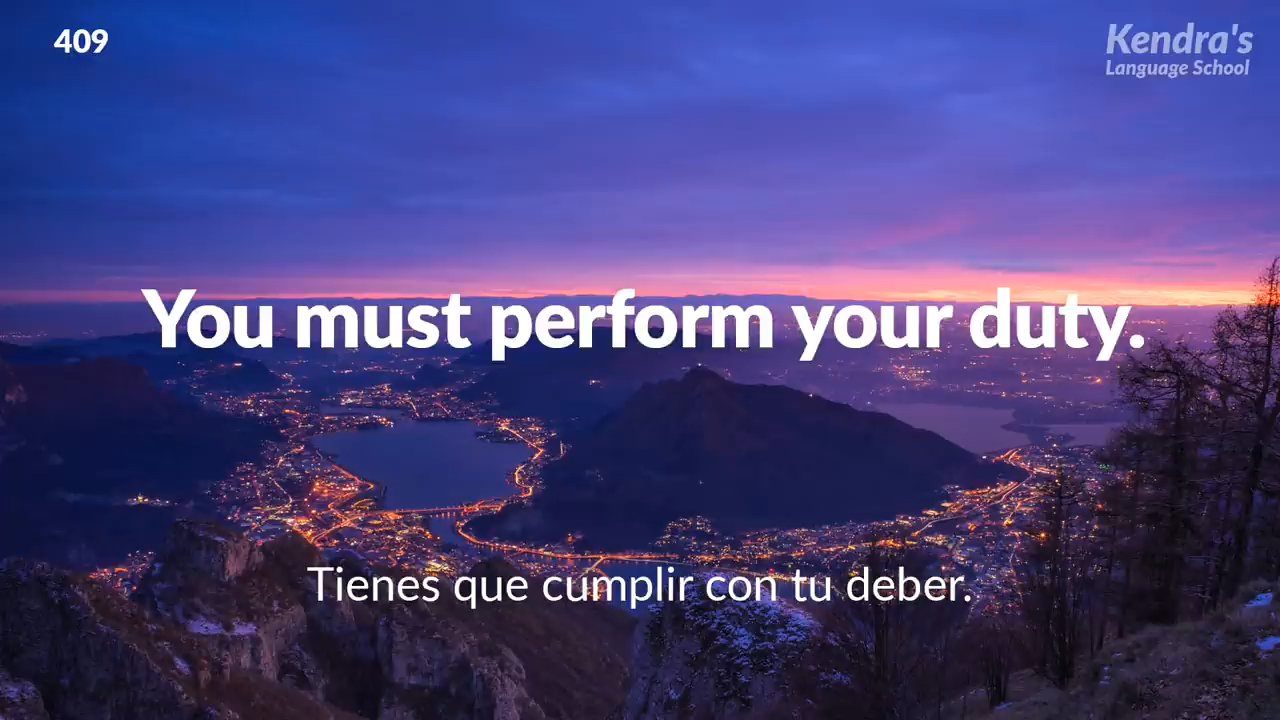 409
Kendra's
Language School
You must perform your duty.
Tienes que cumplir con tu deber.